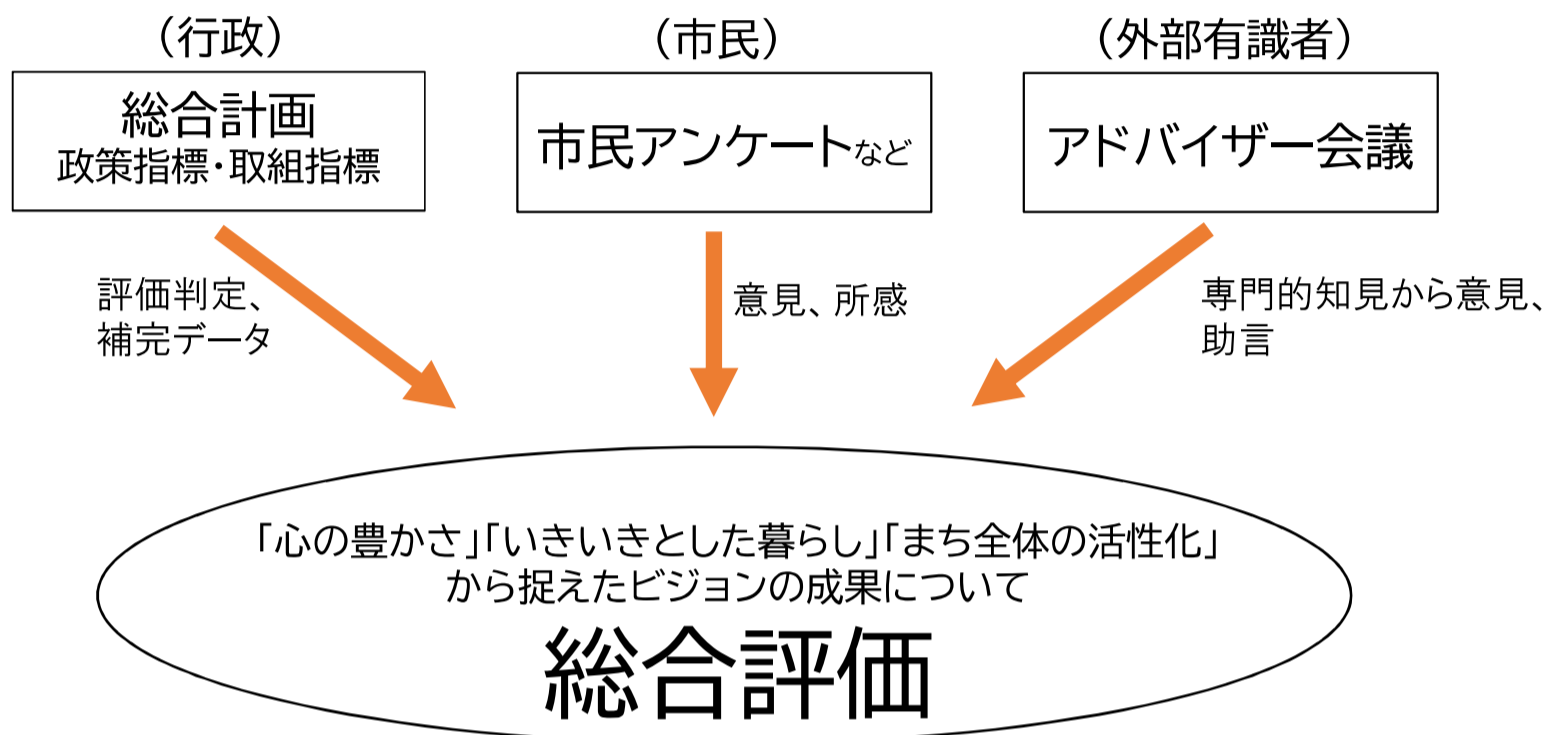 （行政）
総合計画
政策指標・取組指標
（市民）
市民アンケートなど
（外部有識者）
アドバイザー会議
評価判定、
補完データ
意見、所感
専門的知見から意見、
助言
「心の豊かさ」「いきいきとした暮らし」「まち全体の活性化」
から捉えたビジョンの成果について
総合評価